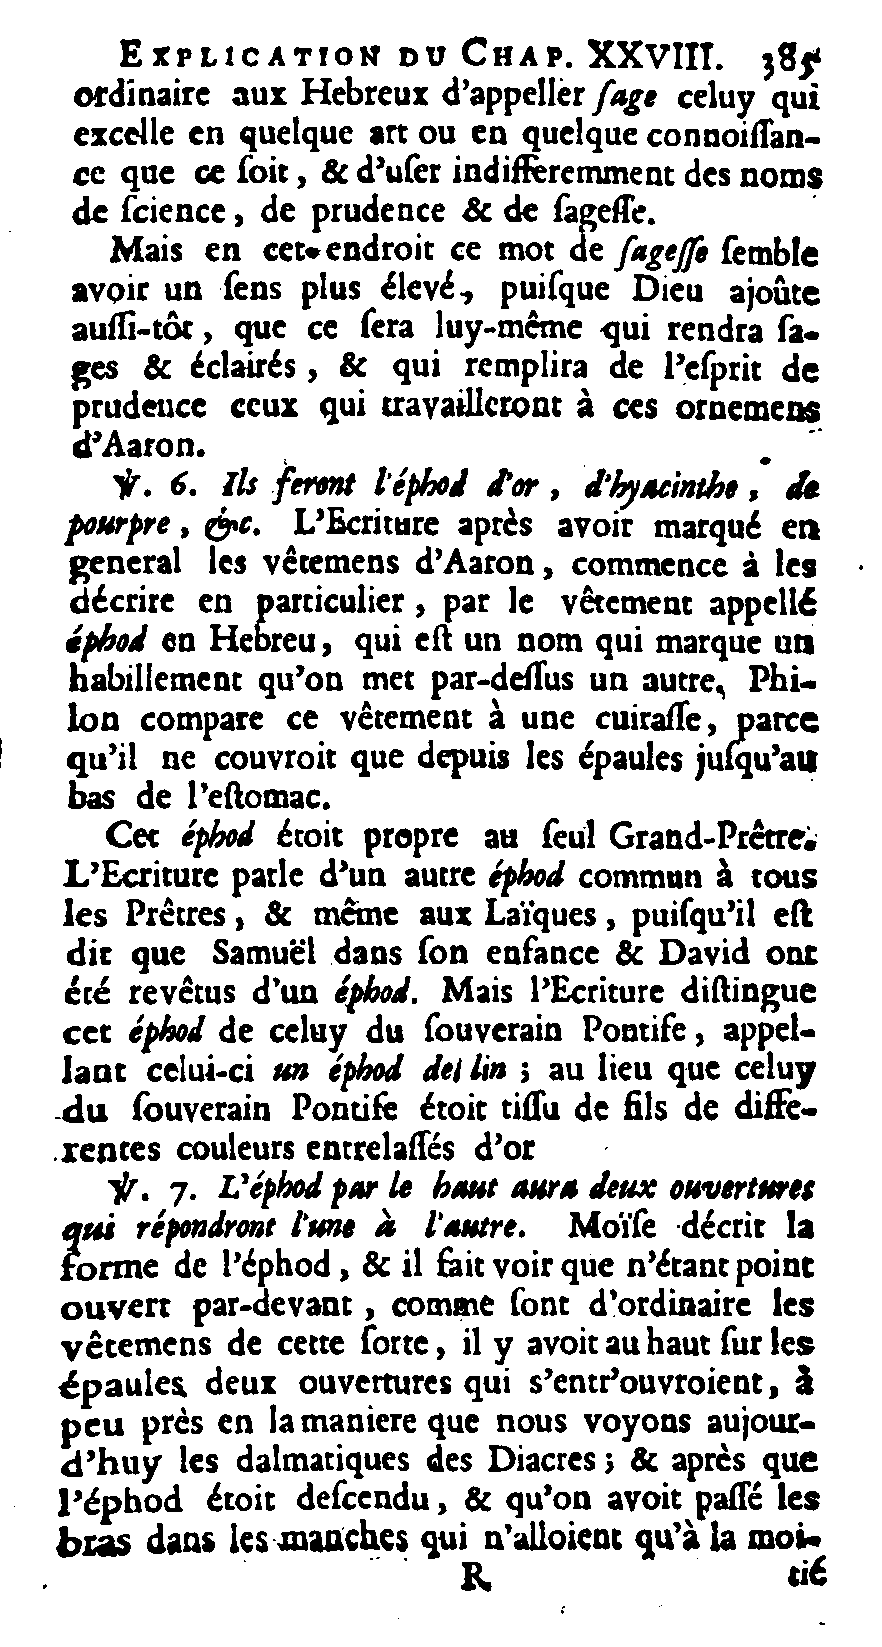 EXPLICATION DU CHAP. XXVIII. 385
ordinaire aux Hebreux d'appeller ſage celuy qui
excelle en quelque art ou en quelque connoiſſan-
ce que ce ſoit, & d'uſer indifferemment des noms
de ſcience, de prudence & de ſageſſe.
Mais en cet endroit ce mot de ſageſſe ſemble
avoir un ſens plus élevé, puiſque Dieu ajoûte
auſſi-tôt, que ce ſera luy-même qui rendra ſa-
ges & éclairés, & qui remplira de l'eſprit de
prudence ceux qui travailleront à ces ornemens
d'Aaron.
℣. 6. Ils feront l'éphod d'or, d'hyacinthe, de
pourpre, &c. L'Ecriture après avoir marqué en
general les vêtemens d'Aaron, commence à les
décrire en particulier, par le vêtement appellé
éphod en Hebreu, qui eſt un nom qui marque un
habillement qu'on met par-deſſus un autre, Phi-
lon compare ce vêtement à une cuiraſſe, parce
qu'il ne couvroit que depuis les épaules juſqu'au
bas de l'eſtomac.
Cet éphod étoit propre au ſeul Grand-Prêtre.
L'Ecriture parle d'un autre éphod commun à tous
les Prêtres, & même aux Laïques, puiſqu'il eſt
dit que Samuël dans ſon enfance & David ont
été revêtus d'un éphod. Mais l'Ecriture diſtingue
cet éphod de celuy du ſouverain Pontife, appel-
lant celui-ci un éphod de lin; au lieu que celuy
du ſouverain Pontife étoit tiſſu de fils de diffe-
rentes couleurs entrelaſſés d'or
℣. 7. L'éphod par le haut aura deux ouvertures
qui répondront l'une à l'autre. Moïſe décrit la
forme de l'éphod, & il fait voir que n'étant point
ouvert par-devant, comme ſont d'ordinaire les
vêtemens de cette ſorte, il y avoit au haut ſur les
épaules deux ouvertures qui s'entr'ouvroient, à
peu près en la maniere que nous voyons aujour-
d'huy les dalmatiques des Diacres; & après que
l'éphod étoit deſcendu, & qu'on avoit paſſé les
bras dans les manches qui n'alloient qu'à la moi-
R tié